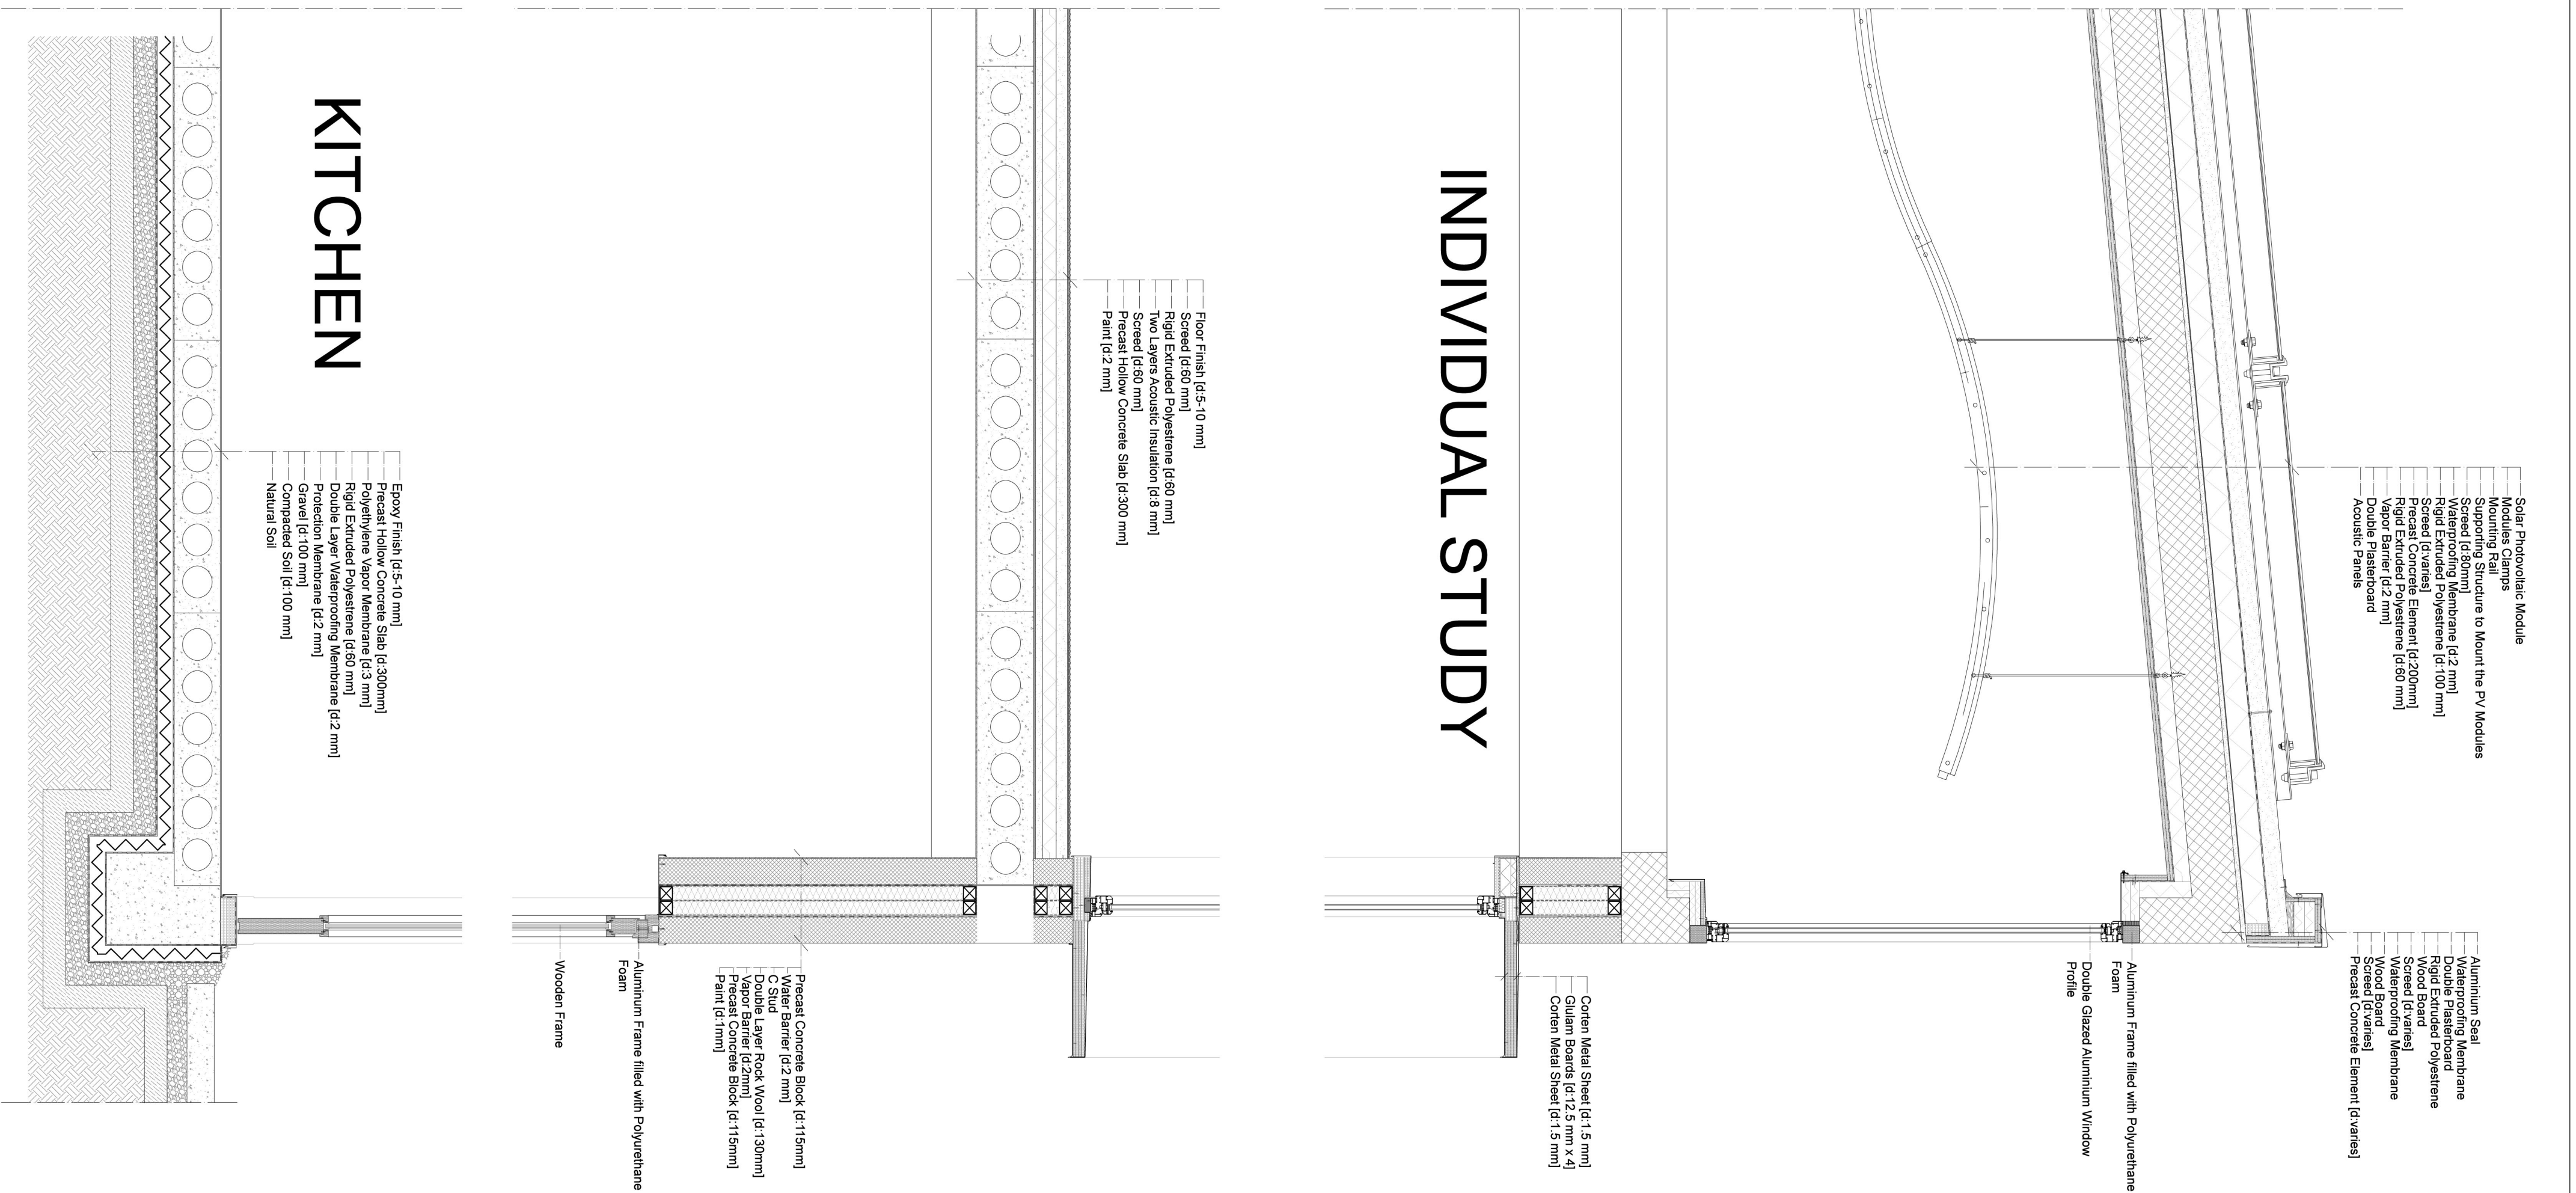 Solar Photovoltaic Module
Modules Clamps
Mounting Rail
Supporting Structure to Mount the PV Modules
Screed [d:80mm]
Waterproofing Membrane [d:2 mm]
Rigid Extruded Polyestrene [d:100 mm]
Screed [d:varies]
Precast Concrete Element [d:200mm]
Rigid Extruded Polyestrene [d:60 mm]
Vapor Barrier [d:2 mm]
Double Plasterboard
Acoustic Panels
Aluminium Seal
Waterproofing Membrane
Double Plasterboard
Rigid Extruded Polyestrene
Wood Board
Screed [d:varies]
Waterproofing Membrane
Wood Board
Screed [d:varies]
Precast Concrete Element [d:varies]
Aluminum Frame filled with Polyurethane
Foam
Double Glazed Aluminium Window
Profile
INDIVIDUAL STUDY
Corten Metal Sheet [d:1.5 mm]
Glulam Boards [d:12.5 mm x 4]
Corten Metal Sheet [d:1.5 mm]
Floor Finish [d:5-10 mm]
Screed [d:60 mm]
Rigid Extruded Polyestrene [d:60 mm]
Two Layers Acoustic Insulation [d:8 mm]
Screed [d:60 mm]
Precast Hollow Concrete Slab [d:300 mm]
Paint [d:2 mm]
Precast Concrete Block [d:115mm]
Water Barrier [d:2 mm]
C Stud
Double Layer Rock Wool [d:130mm]
Vapor Barrier [d:2mm]
Precast Concrete Block [d:115mm]
Paint [d:1mm]
Aluminum Frame filled with Polyurethane
Foam
Wooden Frame
KITCHEN
Epoxy Finish [d:5-10 mm]
Precast Hollow Concrete Slab [d:300mm]
Polyethylene Vapor Membrane [d:3 mm]
Rigid Extruded Polyestrene [d:60 mm]
Double Layer Waterproofing Membrane [d:2 mm]
Protection Membrane [d:2 mm]
Gravel [d:100 mm]
Compacted Soil [d:100 mm]
Natural Soil